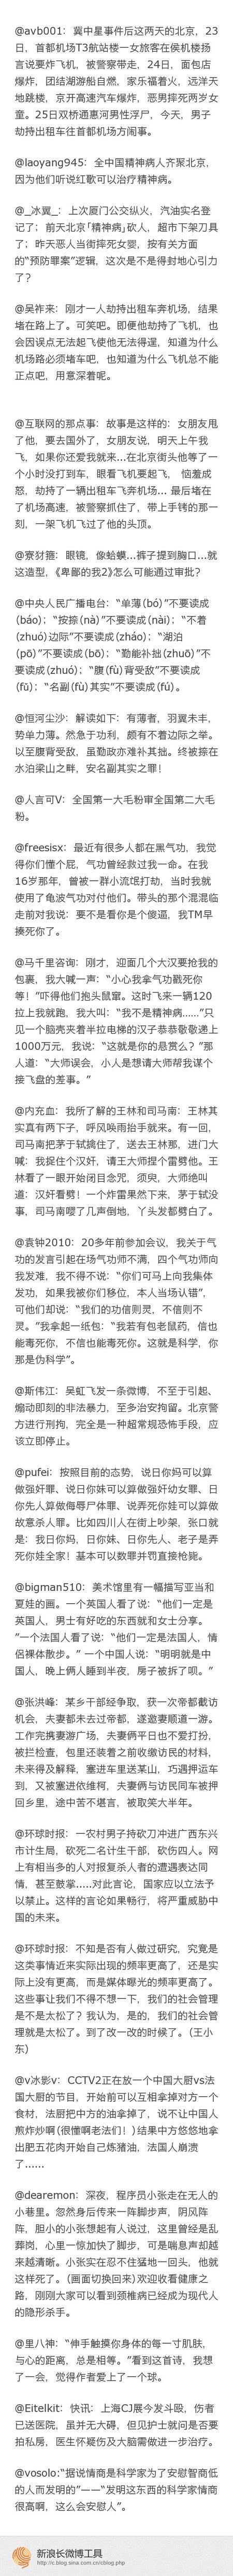 @avb001：冀中星事件后这两天的北京，23
日，首都机场T3航站楼一女旅客在侯机楼扬
言说要炸飞机，被警察带走，24日，面包店
爆炸，团结湖游船自燃，家乐福着火，远洋天
地跳楼，京开高速汽车爆炸，恶男摔死两岁女
童。25日双桥通惠河男性浮尸，今天，男子
劫持出租车往首都机场方闹事。
@laoyang945：全中国精神病人齐聚北京，
因为他们听说红歌可以治疗精神病。
@_冰翼_：上次厦门公交纵火，汽油实名登
记了；前天北京「精神病」砍人，超市下架刀具
了；昨天恶人当街摔死女婴，按有关方面
的“预防罪案”逻辑，这次是不是得封地心引力
了？
@吴祚来：刚才一人劫持出租车奔机场，结果
堵在路上了。可笑吧。即便他劫持了飞机，也
会因误点无法起飞使他无法得逞，知道为什么
机场路必须堵车吧，也知道为什么飞机总不能
正点吧，用意深着呢。
@互联网的那点事：故事是这样的：女朋友甩
了他，要去国外了，女朋友说，明天上午我
飞，如果你还爱我就来...在北京街头他等了一
个小时没打到车，眼看飞机要起飞，恼羞成
怒，劫持了一辆出租车飞奔机场... 最后堵在
了机场高速，被警察抓住了，带上手铐的那一
刻，一架飞机飞过了他的头顶。
@寮犲箍：眼镜，像蛤蟆...裤子提到胸口...就
这造型，《卑鄙的我2》怎么可能通过审批？
@中央人民广播电台：“单薄(bó)”不要读成
(báo)；“按捺(nà)”不要读成(nài)；“不着
(zhuó)边际”不要读成(zháo)；“湖泊
(pō)”不要读成(bō)；“勤能补拙(zhuō)”不
要读成(zhuó)；“腹(fù)背受敌”不要读成
(fū)；“名副(fù)其实”不要读成(fú)。
@恒河尘沙：解读如下：有薄者，羽翼未丰，
势单力薄。然急于功利，颇有不着边际之举。
以至腹背受敌，虽勤政亦难补其拙。终被捺在
水泊梁山之畔，安名副其实之罪！
@人言可V：全国第一大毛粉审全国第二大毛
粉。
@freesisx：最近有很多人都在黑气功，我觉
得你们懂个屁，气功曾经救过我一命。在我
16岁那年，曾被一群小流氓打劫，当时我就
使用了龟波气功对付他们。带头的那个混混临
走前对我说：要不是看你是个傻逼，我TM早
揍死你了。
@马千里咨询：刚才，迎面几个大汉要抢我的
包裹，我大喊一声：“小心我拿气功戳死你
等！”吓得他们抱头鼠窜。这时飞来一辆120
拉上我就跑，我大叫：“我不是精神病……”只
见一个脑壳夹着半拉电梯的汉子恭恭敬敬递上
1000万元，我说：“这就是你的悬赏么？”那
人道：“大师误会，小人是想请大师帮我谋个
接飞盘的差事。”
@内充血：我所了解的王林和司马南：王林其
实真有两下子，呼风唤雨抬手就来。有一回，
司马南把茅于轼擒住了，送去王林那，进门大
喊：我捉住个汉奸，请王大师捏个雷劈他。王
林看了一眼开始闭目念咒，须臾，大师绝叫
道：汉奸看劈！一个炸雷果然下来，茅于轼没
事，司马南嘤了几声倒地，丫头发都劈白了。
@袁钟2010：20多年前参加会议，我关于气
功的发言引起在场气功师不满，四个气功师向
我发难，我不得不说：“你们可马上向我集体
发功，如果我被你们移位，本人当场认错”，
可他们却说：“我们的功信则灵，不信则不
灵。”我拿起一纸包：“我若有包老鼠药，信也
能毒死你，不信也能毒死你。这就是科学，你
那是伪科学”。
@斯伟江：吴虹飞发一条微博，不至于引起、
煽动即刻的非法暴力，至多治安拘留。北京警
方进行刑拘，完全是一种超常规恐怖手段，应
该立即停止。
@pufei：按照目前的态势，说日你妈可以算
做强奸罪、说日你妹可以算做强奸幼女罪、日
你先人算做侮辱尸体罪、说弄死你娃可以算做
故意杀人罪。比如四川人在街上吵架，张口就
是：我日你妈，日你妹、日你先人、老子是弄
死你娃全家！基本可以数罪并罚直接枪毙。
@bigman510：美术馆里有一幅描写亚当和
夏娃的画。一个英国人看了说：“他们一定是
英国人，男士有好吃的东西就和女士分享。
”一个法国人看了说：“他们一定是法国人，情
侣裸体散步。” 一个中国人说：“明明就是中
国人，晚上俩人睡到半夜，房子被拆了呗。”
@张洪峰：某乡干部经争取，获一次帝都截访
机会，夫妻都未去过帝都，遂邀妻顺道一游。
工作完携妻游广场，夫妻俩平日也不爱打扮，
被拦检查，包里还装着之前收缴访民的材料，
未来得及解释，塞进车里送某山，巧遇押运车
到，又被塞进依维柯，夫妻俩与访民同车被押
回乡里，途中苦不堪言，被取笑大半年。
@环球时报：一农村男子持砍刀冲进广西东兴
市计生局，砍死二名计生干部，砍伤四人。网
上有相当多的人对报复杀人者的遭遇表达同
情，甚至鼓掌.....对此言论，国家应以立法予
以禁止。这样的言论如果畅行，将严重威胁中
国的未来。
@环球时报：不知是否有人做过研究，究竟是
这类事情近来实际出现的频率更高了，还是实
际上没有更高，而是媒体曝光的频率更高了。
这些事让我们不得不想一下，我们的社会管理
是不是太松了？我认为，是的，我们的社会管
理就是太松了。到了改一改的时候了。(王小
东)
@v冰影v：CCTV2正在放一个中国大厨vs法
国大厨的节目，开始前可以互相拿掉对方一个
食材，法厨把中方的油拿掉了，说不让中国人
煎炸炒啊(很懂啊老法们！)结果中方悠悠地拿
出肥五花肉开始自己炼猪油，法国人崩溃
了……
@dearemon：深夜，程序员小张走在无人的
小巷里。忽然身后传来一阵脚步声，阴风阵
阵，胆小的小张想起有人说过，这里曾经是乱
葬岗，心里一惊加快了脚步，可是喘息声却越
来越清晰。小张实在忍不住猛地一回头，他就
这样死了。(画面切换回来)欢迎收看健康之
路，刚刚大家可以看到颈椎病已经成为现代人
的隐形杀手。
@里八神：“伸手触摸你身体的每一寸肌肤，
与心的距离，总是相等。”看到这首诗，我想
了一会，觉得作者爱上了一个球。
@Eitelkit：快讯：上海CJ展今发斗殴，伤者
已送医院，虽并无大碍，但见护士就问是否要
拍私房，医生怀疑伤及大脑需做进一步治疗。
@vosolo:“据说情商是科学家为了安慰智商低
的人而发明的”——“发明这东西的科学家情商
很高啊，这么会安慰人”。
新浪长微博工具
http://c.blog.sina.com.cn/cblog.php